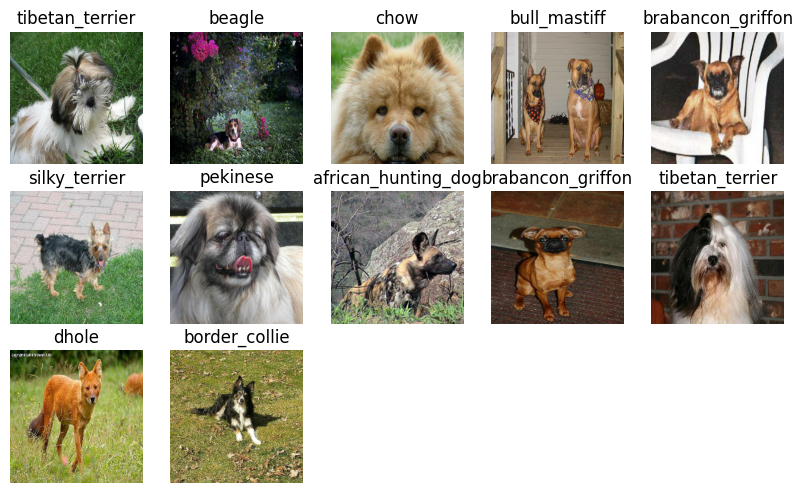 tibetan_terrier
beagle
chow
bull_mastiff
brabancon_griffon
silky_terrier
pekinese
african_hunting_dog
brabancon_griffon
tibetan_terrier
dhole
border_collie